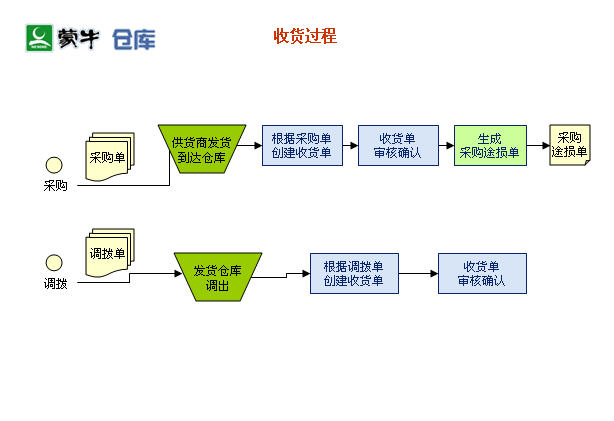 蒙牛 仓库
收货过程
采购单
采购
供货商发货
到达仓库
根据采购单
创建收货单
收货单
审核确认
生成
采购途损单
采购
途损单
调拨单
调拨
发货仓库
调出
根据调拨单
创建收货单
收货单
审核确认